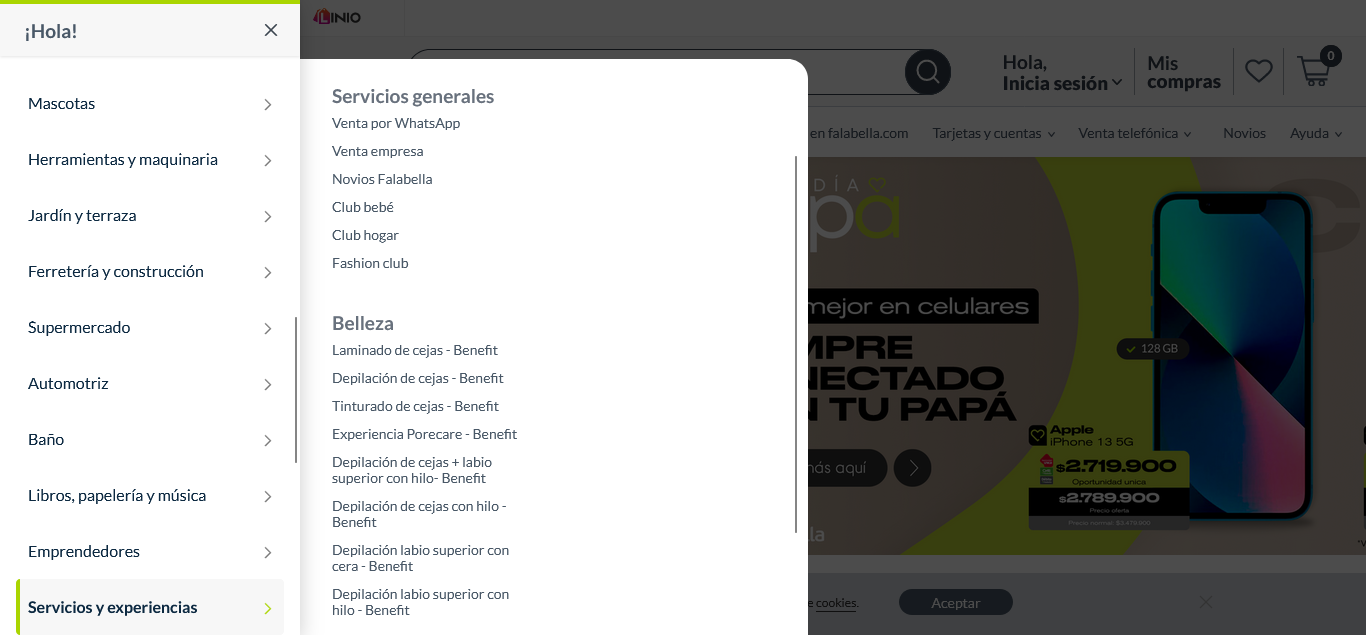 ¡Hola!
Mascotas
Herramientas y maquinaria
Jardín y terraza
Ferretería y construcción
Supermercado
Automotriz
Baño
Libros, papelería y música
Emprendedores
Servicios y experiencias
Servicios generales
Venta por WhatsApp
Venta empresa
Novios Falabella
Club bebé
Club hogar
Fashion club
Belleza
Laminado de cejas - Benefit
Depilación de cejas - Benefit
Tinturado de cejas - Benefit
Experiencia Porecare - Benefit
Depilación de cejas + labio
superior con hilo- Benefit
Depilación de cejas con hilo -
Benefit
Depilación labio superior con
cera - Benefit
Depilación labio superior con
hilo - Benefit
LINIO
Hola,
Inicia sesión
Mis
compras
0
en falabella.com
Tarjetas y cuentas
Venta telefónica
Novios
Ayuda
DÍA
pa
mejor en celulares
MPRE
NECTADO
N TU PAPÁ
más aquí
128 GB
Apple
iPhone 13 5G
$2.719.900
Oportunidad unica
$2.789.900
Precio oferta
Precio normal: $3.479.900
lla
cookies.
Aceptar